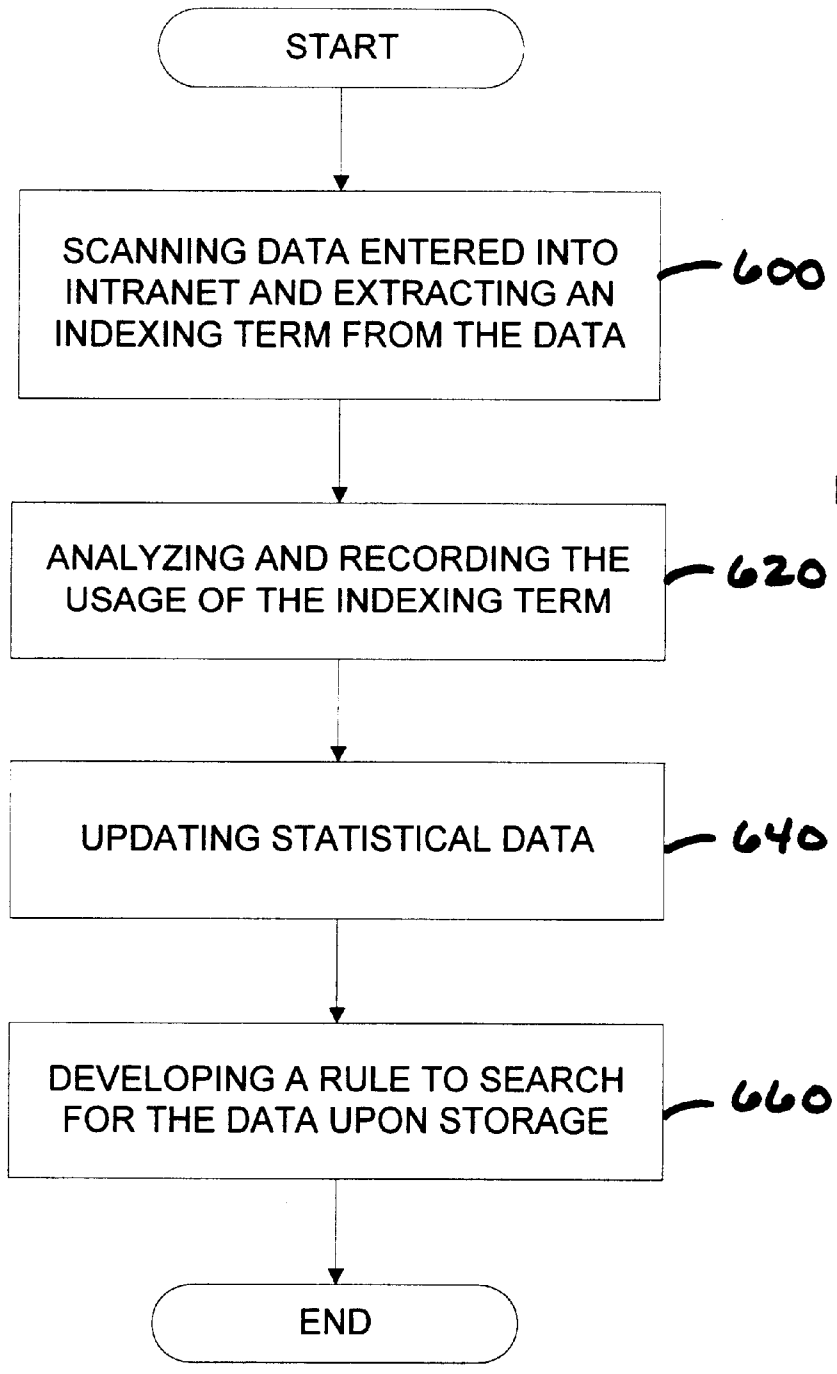 START
SCANNING DATA ENTERED INTO
INTRANET AND EXTRACTING AN
INDEXING TERM FROM THE DATA
600
ANALYZING AND RECORDING THE
USAGE OF THE INDEXING TERM
620
UPDATING STATISTICAL DATA
640
DEVELOPING A RULE TO SEARCH
FOR THE DATA UPON STORAGE
660
END